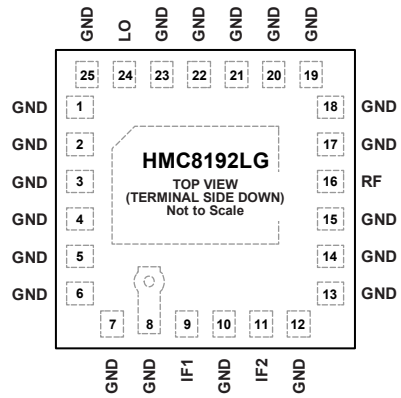 GND LO GND GND GND GND GND
25 24 23 22 21 20 19
GND 1 18 GND
GND 2 17 GND
GND 3 16 RF
GND 4 15 GND
GND 5 14 GND
GND 6 13 GND
HMC8192LG
TOP VIEW
(TERMINAL SIDE DOWN)
Not to Scale
7 8 9 10 11 12
GND GND IF1 GND IF2 GND